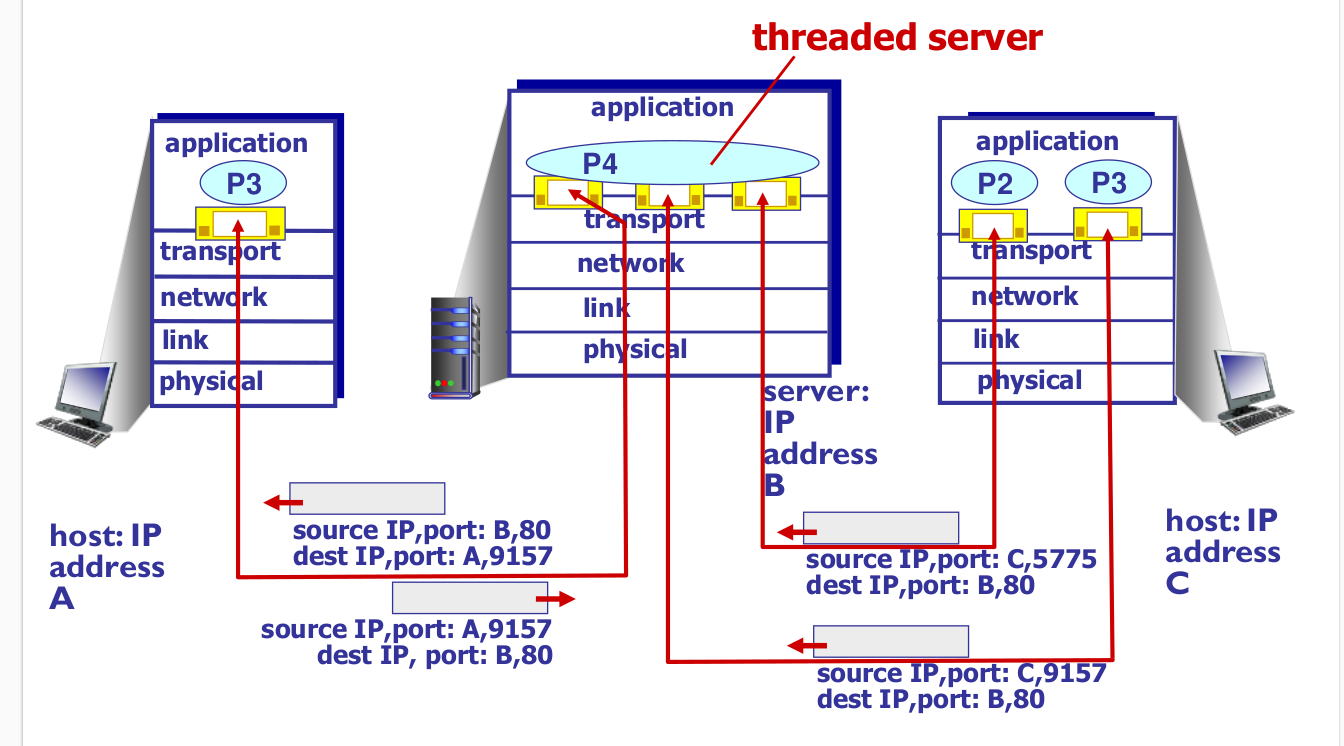 threaded server
application
P3
transport
network
link
physical
application
P4
transport
network
link
physical
application
P2
P3
transport
network
link
physical
server:
IP
address
B
host: IP
address
A
source IP,port: B,80
dest IP,port: A,9157
source IP,port: A,9157
dest IP, port: B,80
source IP,port: C,5775
dest IP,port: B,80
source IP,port: C,9157
dest IP,port: B,80
host: IP
address
C